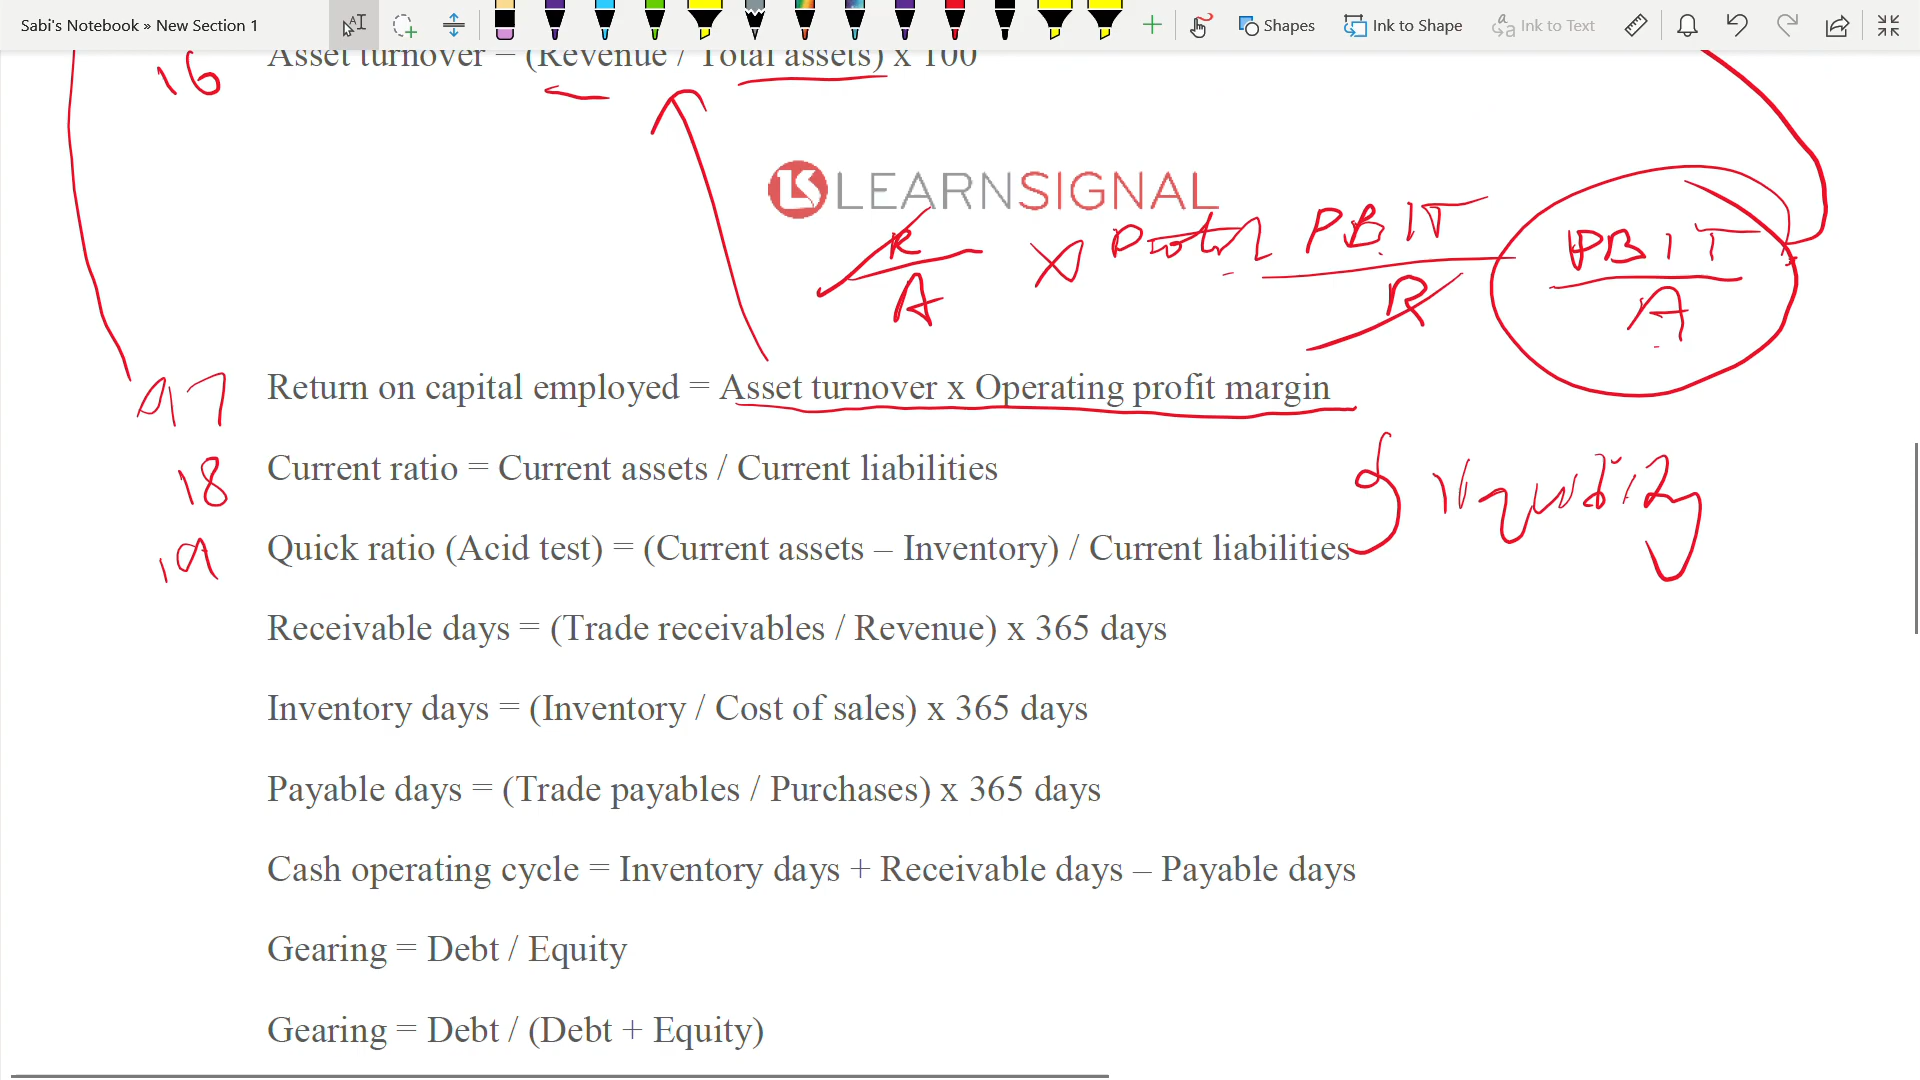 Sabi's Notebook » New Section 1
Shapes
Ink to Shape
Ink to Text
16 Asset turnover = (Revenue / Total assets) x 100
LEARNSIGNAL
R / A × PBIT / R PBIT / A
17 Return on capital employed = Asset turnover x Operating profit margin
18 Current ratio = Current assets / Current liabilities
liquidity
19 Quick ratio (Acid test) = (Current assets – Inventory) / Current liabilities
Receivable days = (Trade receivables / Revenue) x 365 days
Inventory days = (Inventory / Cost of sales) x 365 days
Payable days = (Trade payables / Purchases) x 365 days
Cash operating cycle = Inventory days + Receivable days – Payable days
Gearing = Debt / Equity
Gearing = Debt / (Debt + Equity)